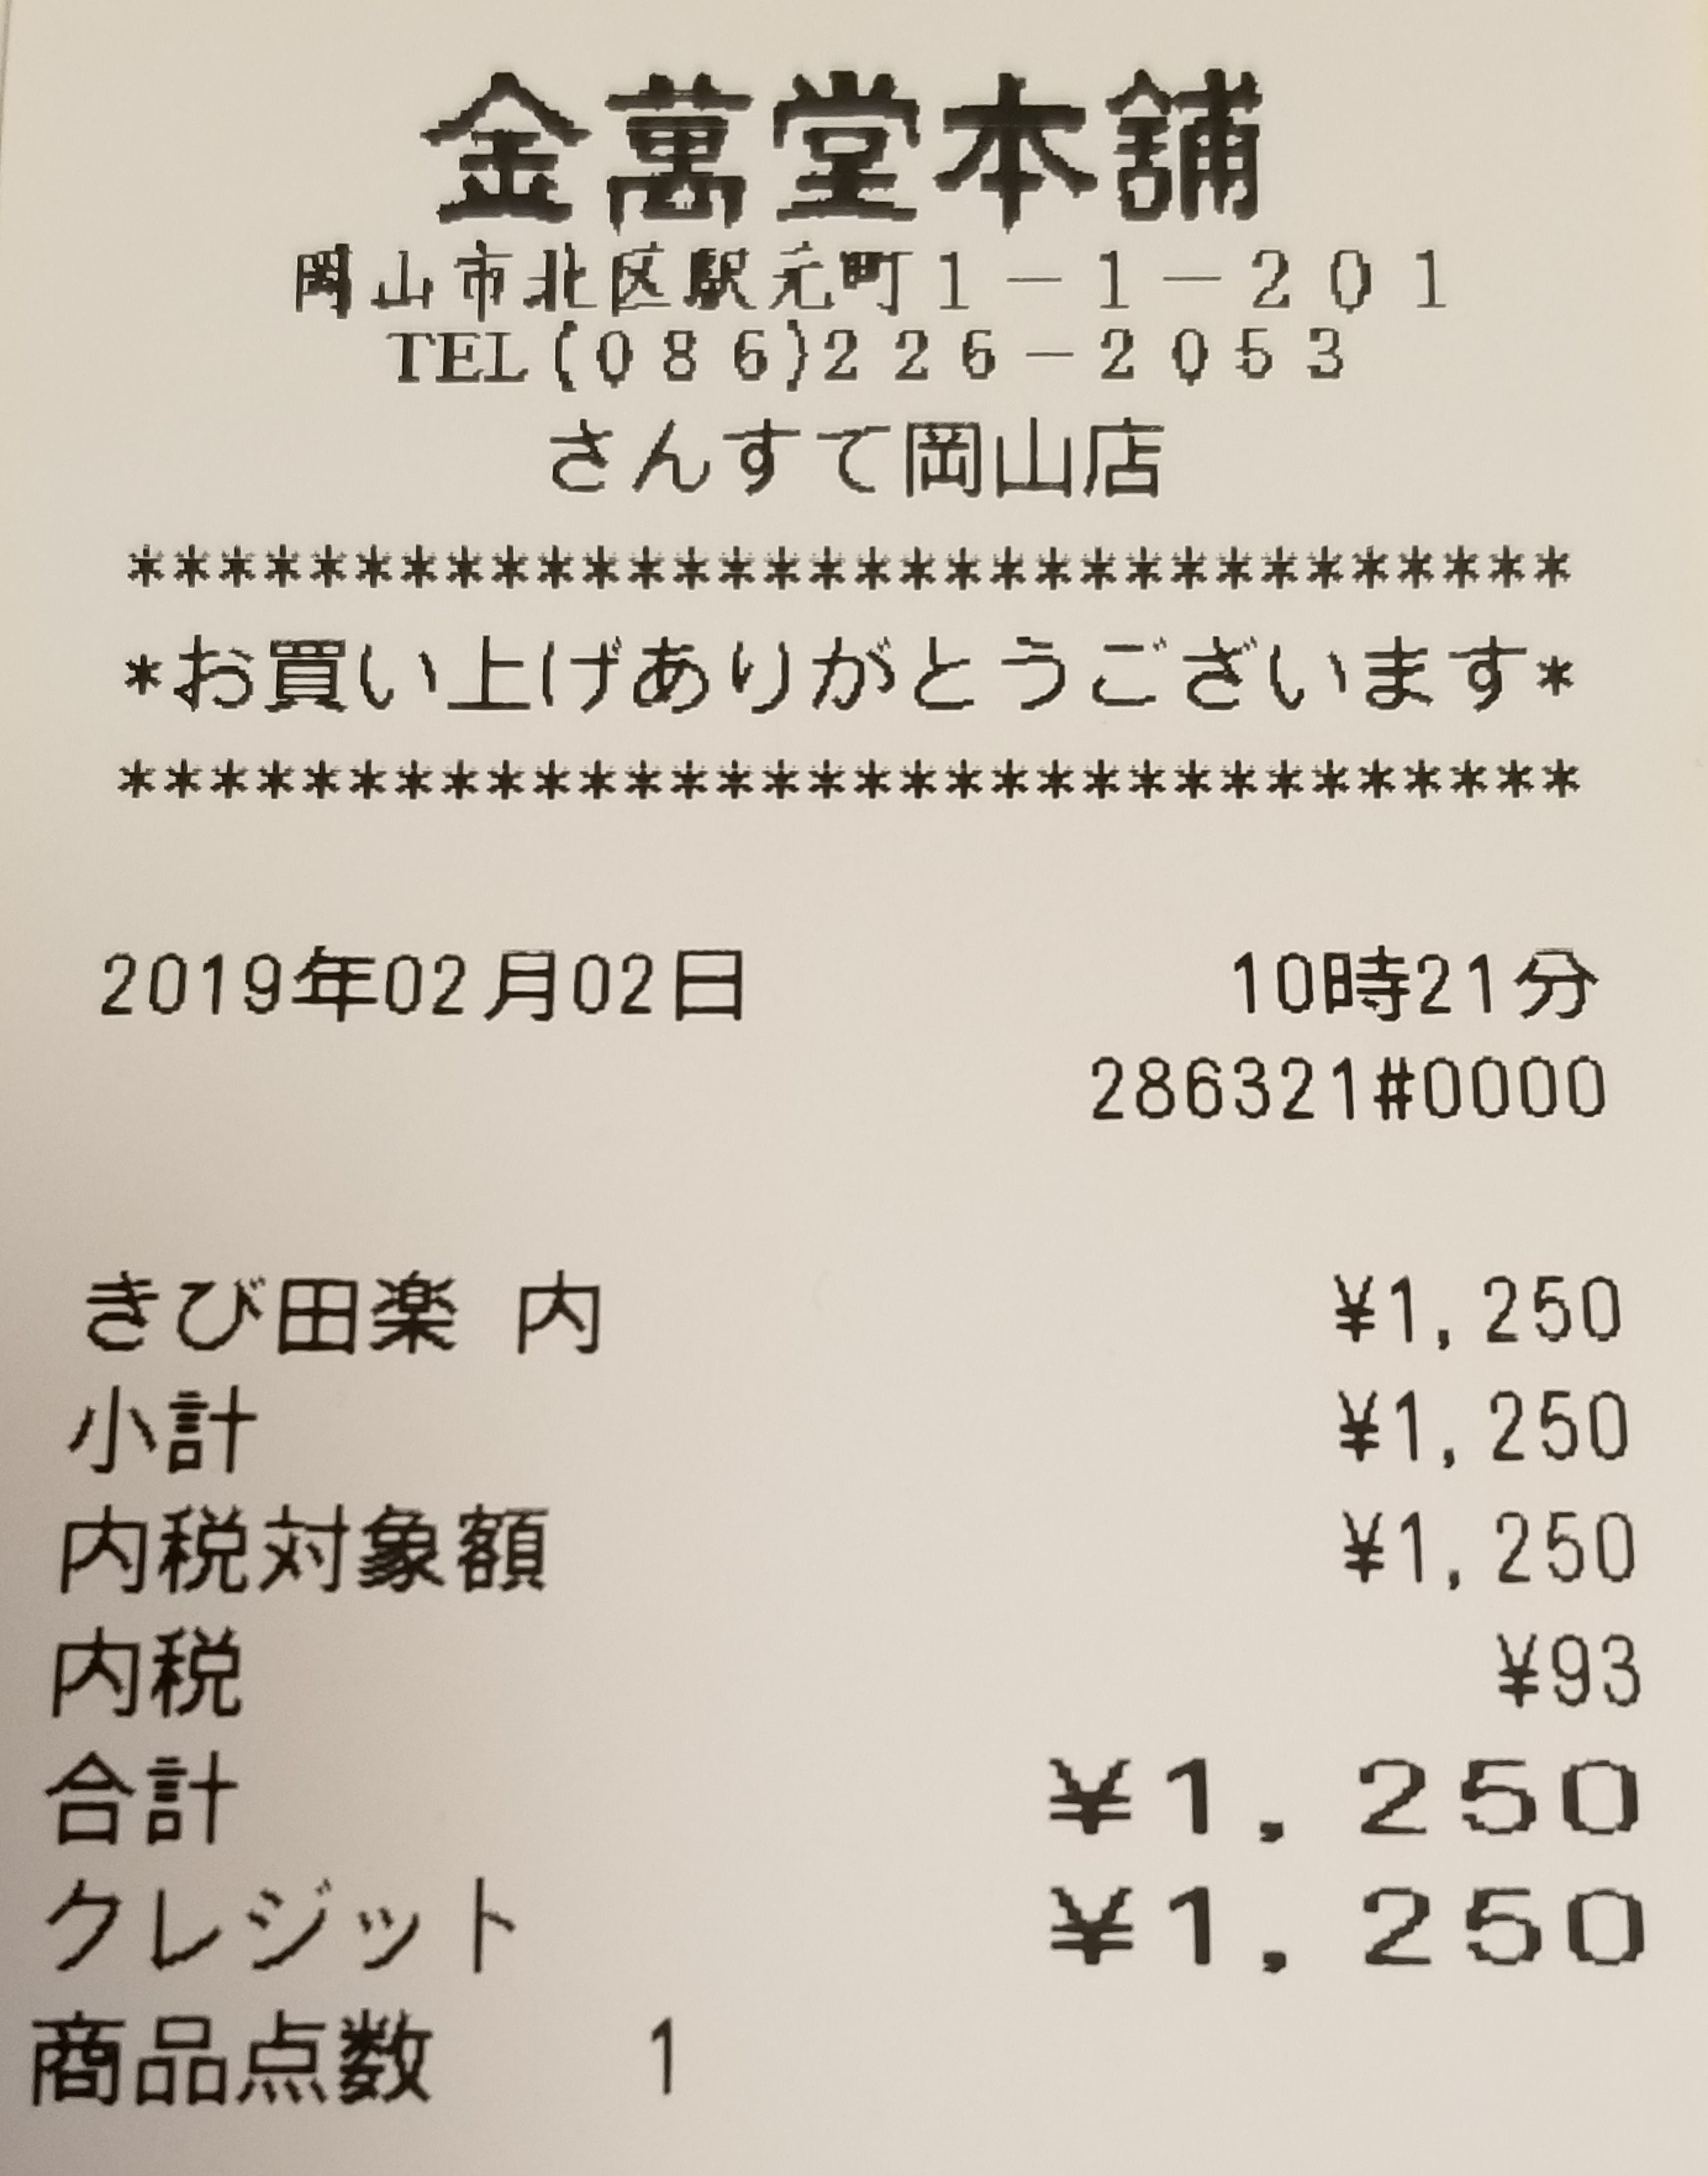 金萬堂本舗
岡山市北区駅元町1-1-201
TEL(086)226-2053
さんすて岡山店
********************************
*お買い上げありがとうございます*
********************************
2019年02月02日 10時21分
286321#0000
きび田楽 内 ¥1,250
小計 ¥1,250
内税対象額 ¥1,250
内税 ¥93
合計 ¥1,250
クレジット ¥1,250
商品点数 1